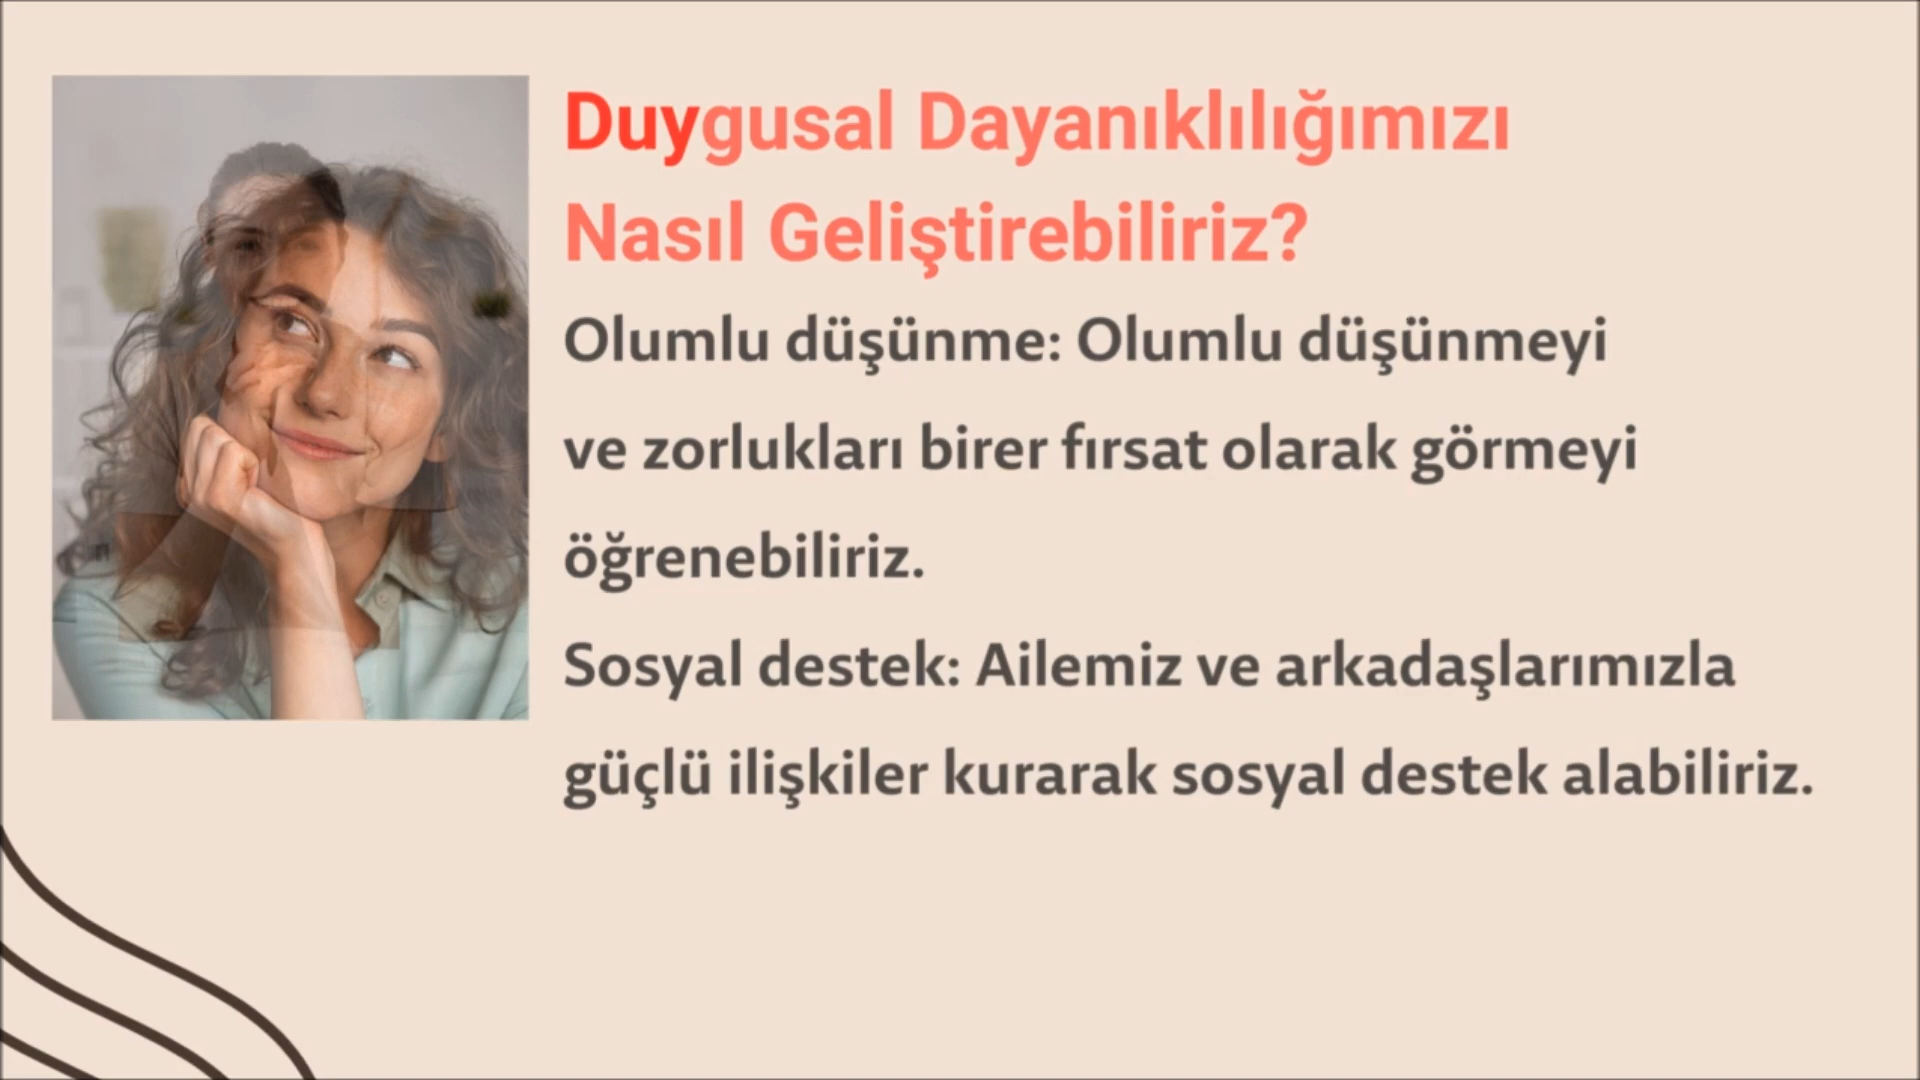 Duygusal Dayanıklılığımızı
Nasıl Geliştirebiliriz?
Olumlu düşünme: Olumlu düşünmeyi
ve zorlukları birer fırsat olarak görmeyi
öğrenebiliriz.
Sosyal destek: Ailemiz ve arkadaşlarımızla
güçlü ilişkiler kurarak sosyal destek alabiliriz.